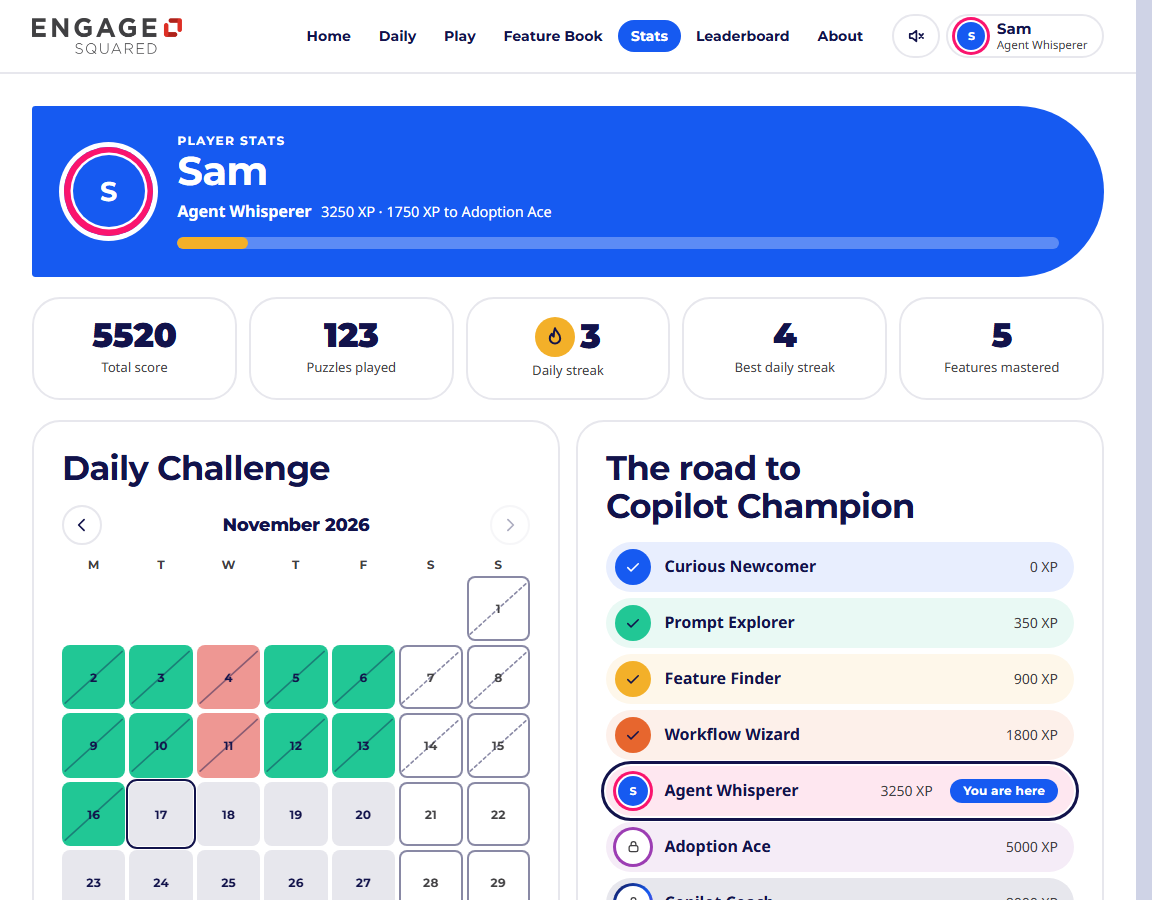 ENGAGE
SQUARED
Home Daily Play Feature Book Stats Leaderboard About
S
Sam
Agent Whisperer
S
PLAYER STATS
Sam
Agent Whisperer 3250 XP · 1750 XP to Adoption Ace
5520
Total score
123
Puzzles played
3
Daily streak
4
Best daily streak
5
Features mastered
Daily Challenge
November 2026
M T W T F S S
1
2 3 4 5 6 7 8
9 10 11 12 13 14 15
16 17 18 19 20 21 22
23 24 25 26 27 28 29
The road to
Copilot Champion
Curious Newcomer 0 XP
Prompt Explorer 350 XP
Feature Finder 900 XP
Workflow Wizard 1800 XP
S Agent Whisperer 3250 XP You are here
Adoption Ace 5000 XP